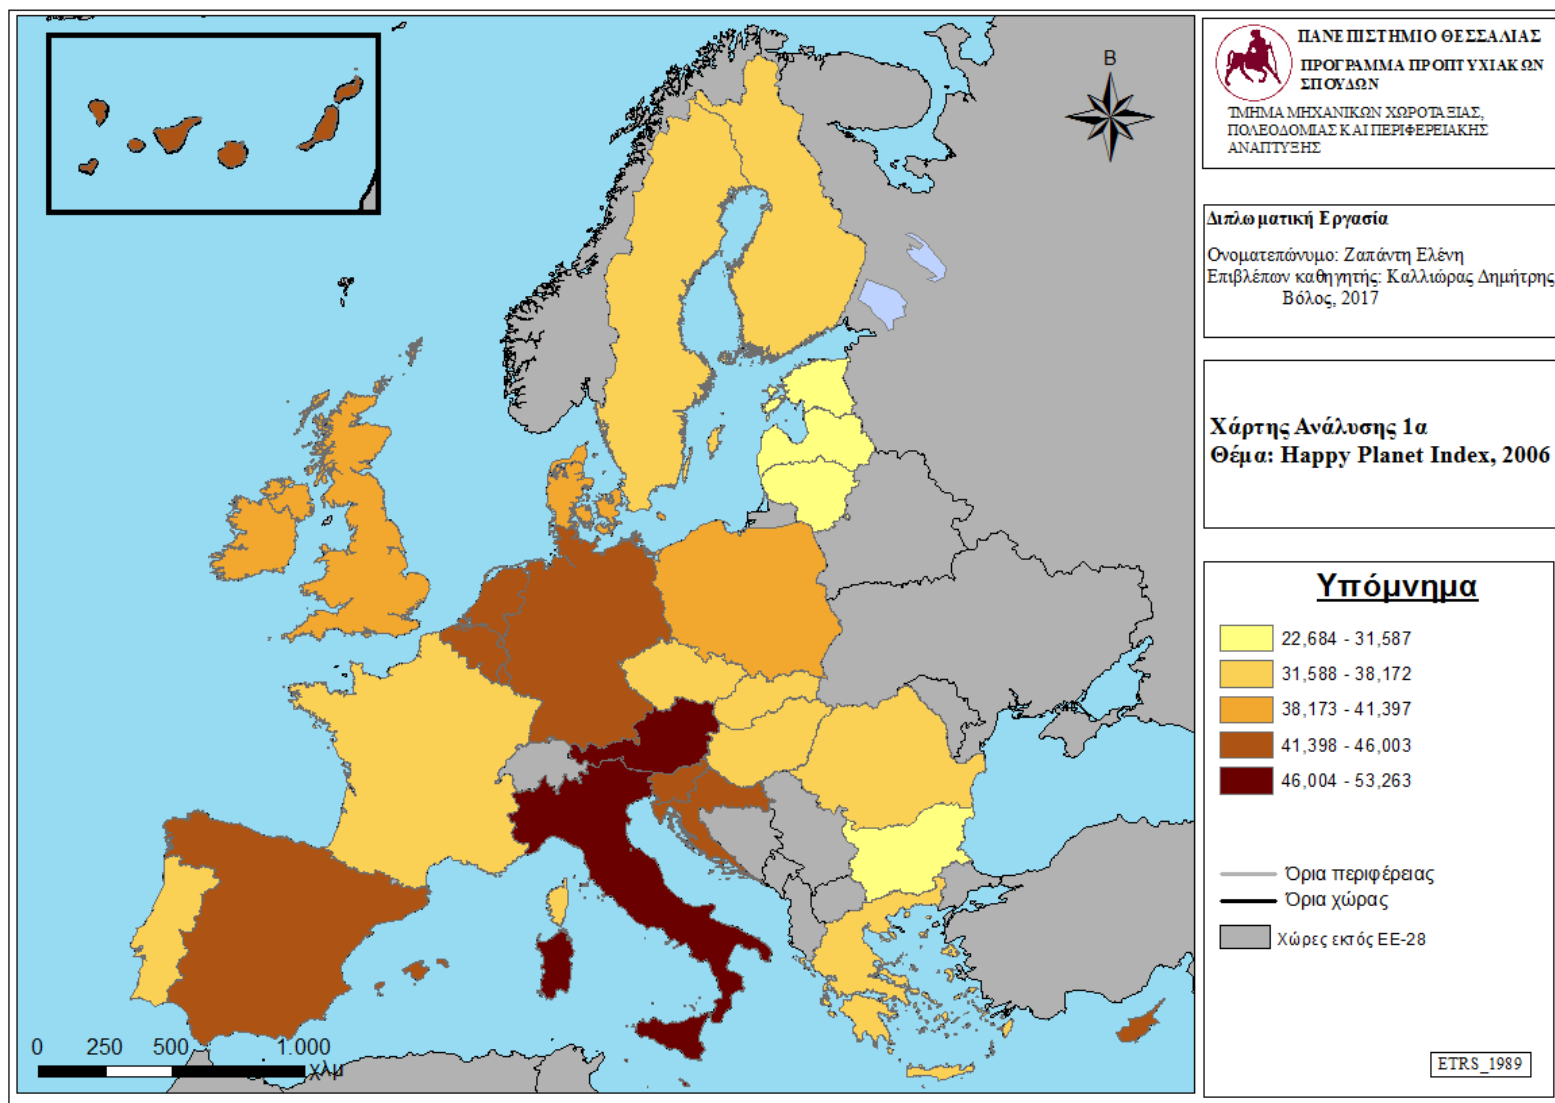 Β
0 250 500 1.000
χλμ
ΠΑΝΕΠΙΣΤΗΜΙΟ ΘΕΣΣΑΛΙΑΣ
ΠΡΟΓΡΑΜΜΑ ΠΡΟΠΤΥΧΙΑΚΩΝ
ΣΠΟΥΔΩΝ
ΤΜΗΜΑ ΜΗΧΑΝΙΚΩΝ ΧΩΡΟΤΑΞΙΑΣ,
ΠΟΛΕΟΔΟΜΙΑΣ ΚΑΙ ΠΕΡΙΦΕΡΕΙΑΚΗΣ
ΑΝΑΠΤΥΞΗΣ
Διπλωματική Εργασία
Ονοματεπώνυμο: Ζαπάντη Ελένη
Επιβλέπων καθηγητής: Καλλιώρας Δημήτρης
Βόλος, 2017
Χάρτης Ανάλυσης 1α
Θέμα: Happy Planet Index, 2006
Υπόμνημα
22,684 - 31,587
31,588 - 38,172
38,173 - 41,397
41,398 - 46,003
46,004 - 53,263
Όρια περιφέρειας
Όρια χώρας
Χώρες εκτός ΕΕ-28
ETRS_1989